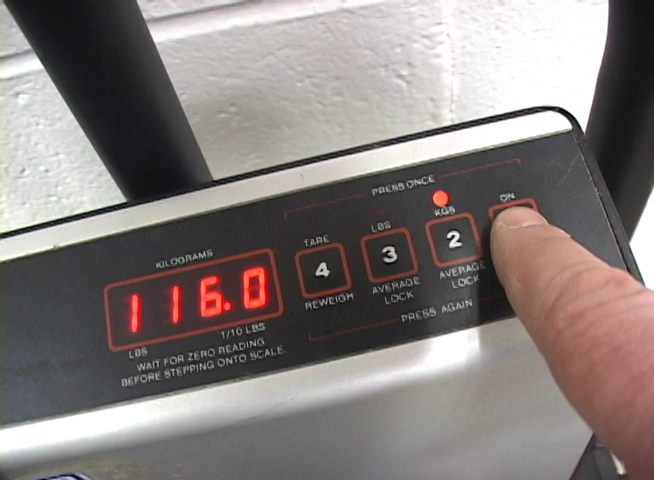 PRESS ONCE
KILOGRAMS
TARE
LBS
KGS
ON
116.0
4
3
2
REWEIGH
AVERAGE
LOCK
AVERAGE
LOCK
LBS
1/10 LBS
PRESS AGAIN
WAIT FOR ZERO READING
BEFORE STEPPING ONTO SCALE.